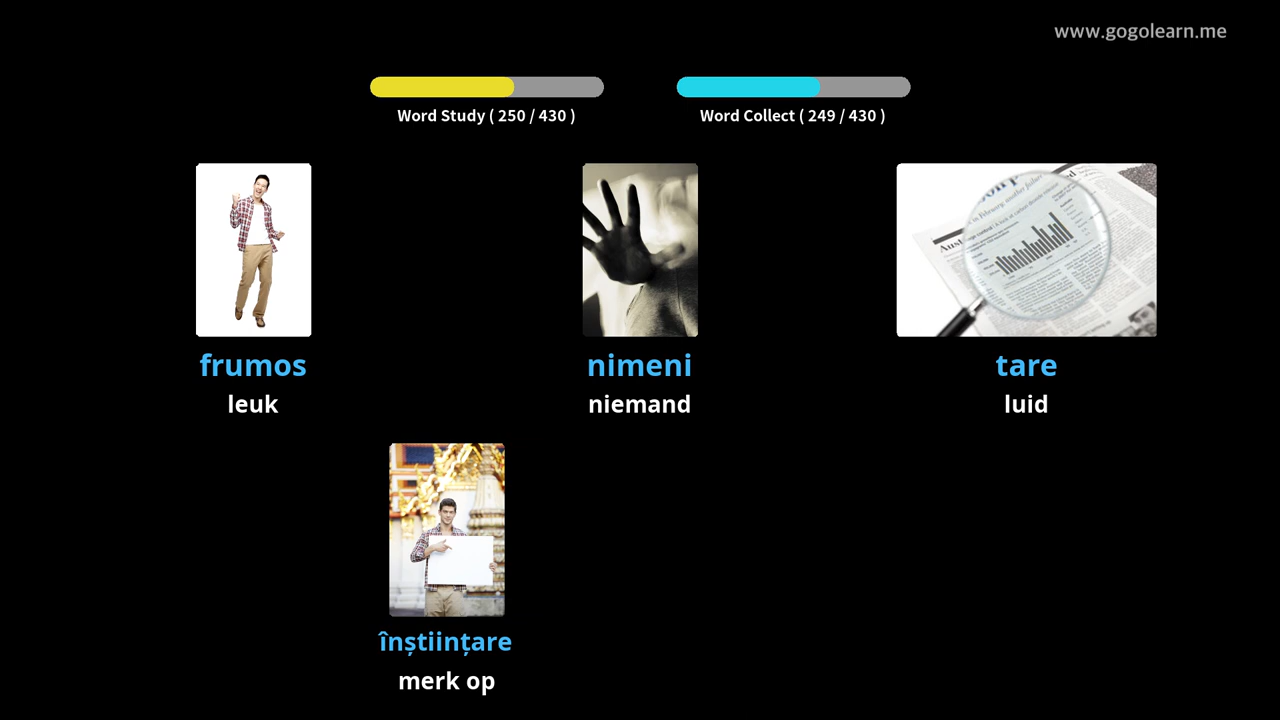 www.gogolearn.me
Word Study ( 250 / 430 )
Word Collect ( 249 / 430 )
frumos
nimeni
tare
leuk
niemand
luid
înștiințare
merk op